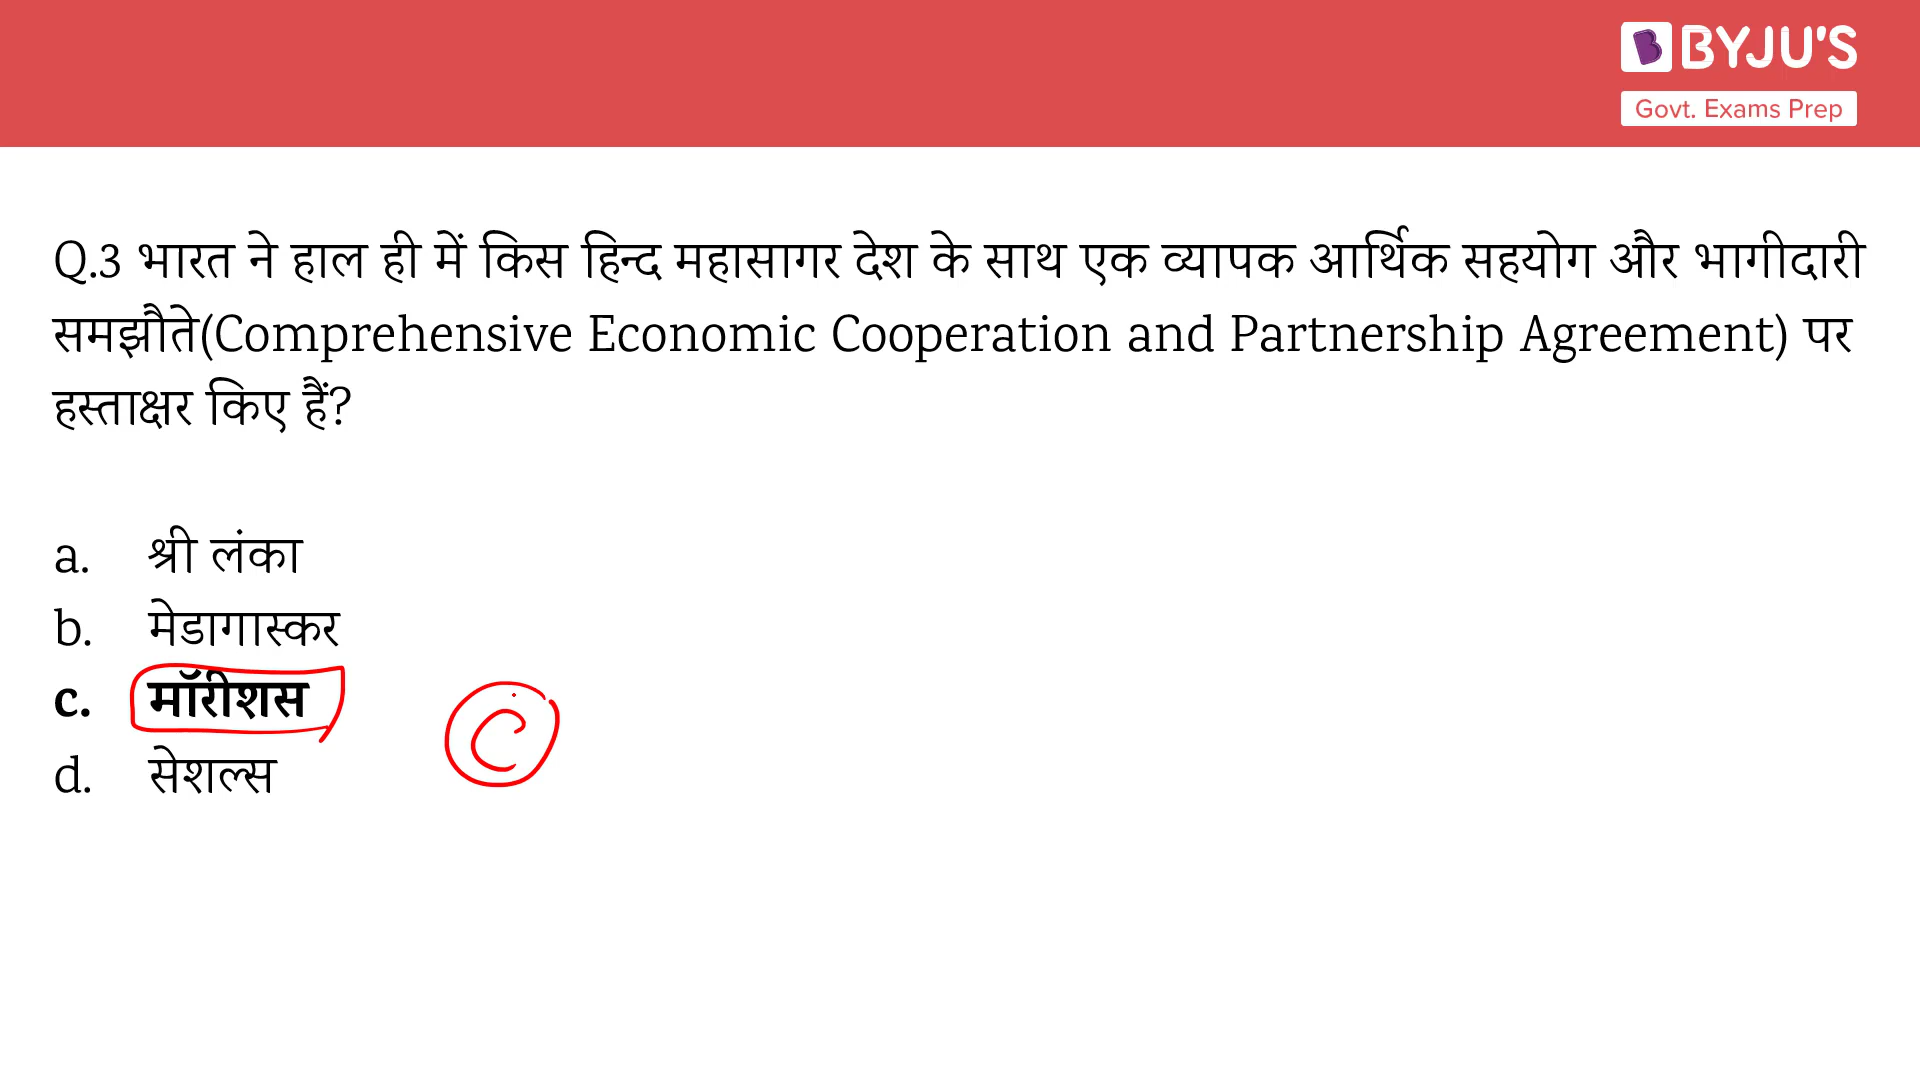 BYJU'S
Govt. Exams Prep
Q.3 भारत ने हाल ही में किस हिन्द महासागर देश के साथ एक व्यापक आर्थिक सहयोग और भागीदारी
समझौते(Comprehensive Economic Cooperation and Partnership Agreement) पर
हस्ताक्षर किए हैं?
a. श्री लंका
b. मेडागास्कर
c. मॉरीशस
C
d. सेशल्स